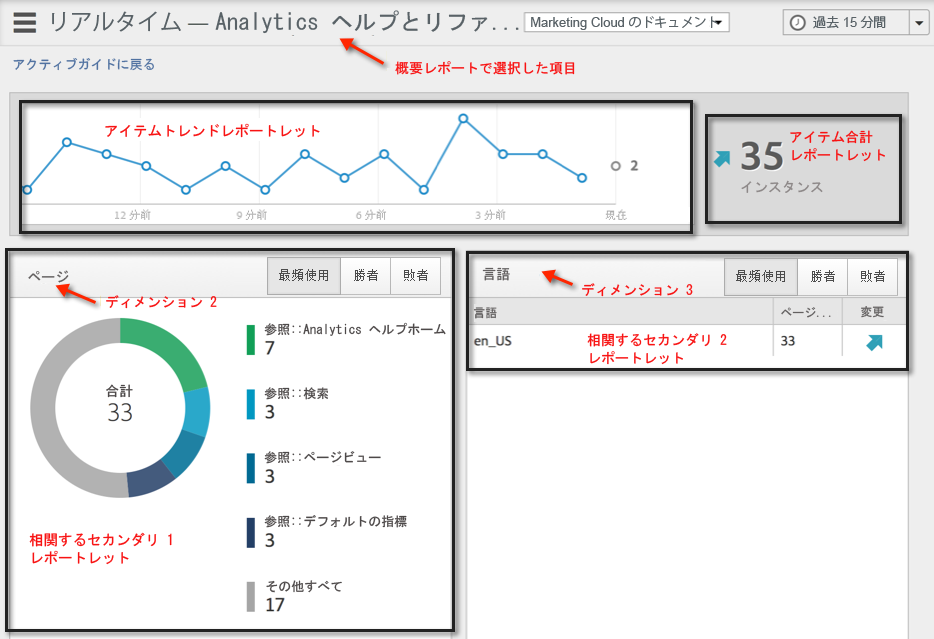 リアルタイム — Analytics ヘルプとリファ...
Marketing Cloud のドキュメント
過去 15 分間
アクティブガイドに戻る
概要レポートで選択した項目
アイテムトレンドレポートレット
2
12 分前
9 分前
6 分前
3 分前
現在
アイテム合計
レポートレット
35
インスタンス
ページ
最頻使用
勝者
敗者
ディメンション 2
合計
33
参照::Analytics ヘルプホーム
7
参照::検索
3
参照::ページビュー
3
参照::デフォルトの指標
3
その他すべて
17
相関するセカンダリ 1
レポートレット
言語
最頻使用
勝者
敗者
ディメンション 3
言語
ページ...
変更
en_US
33
相関するセカンダリ 2
レポートレット